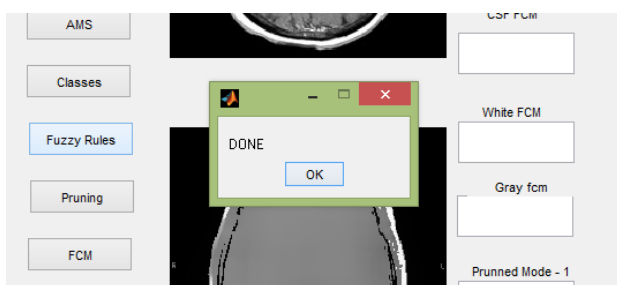 AMS
Classes
Fuzzy Rules
Pruning
FCM
DONE
OK
CSF FCM
White FCM
Gray fcm
Prunned Mode - 1
R
L